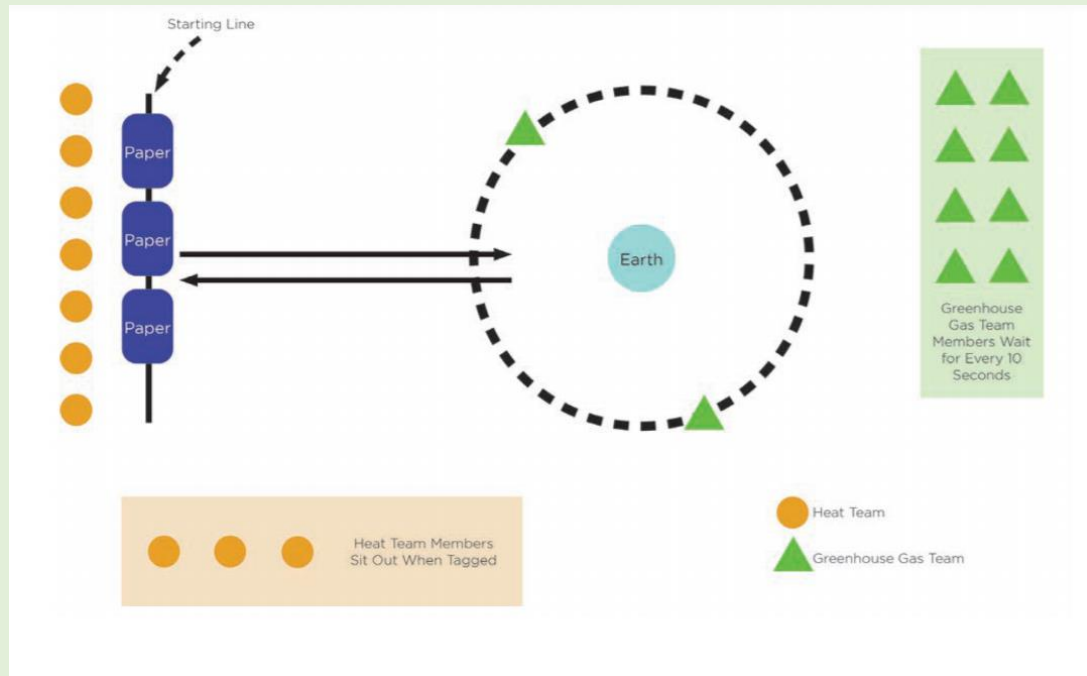 Starting Line
Paper
Paper
Paper
Earth
Greenhouse
Gas Team
Members Wait
for Every 10
Seconds
Heat Team Members
Sit Out When Tagged
Heat Team
Greenhouse Gas Team